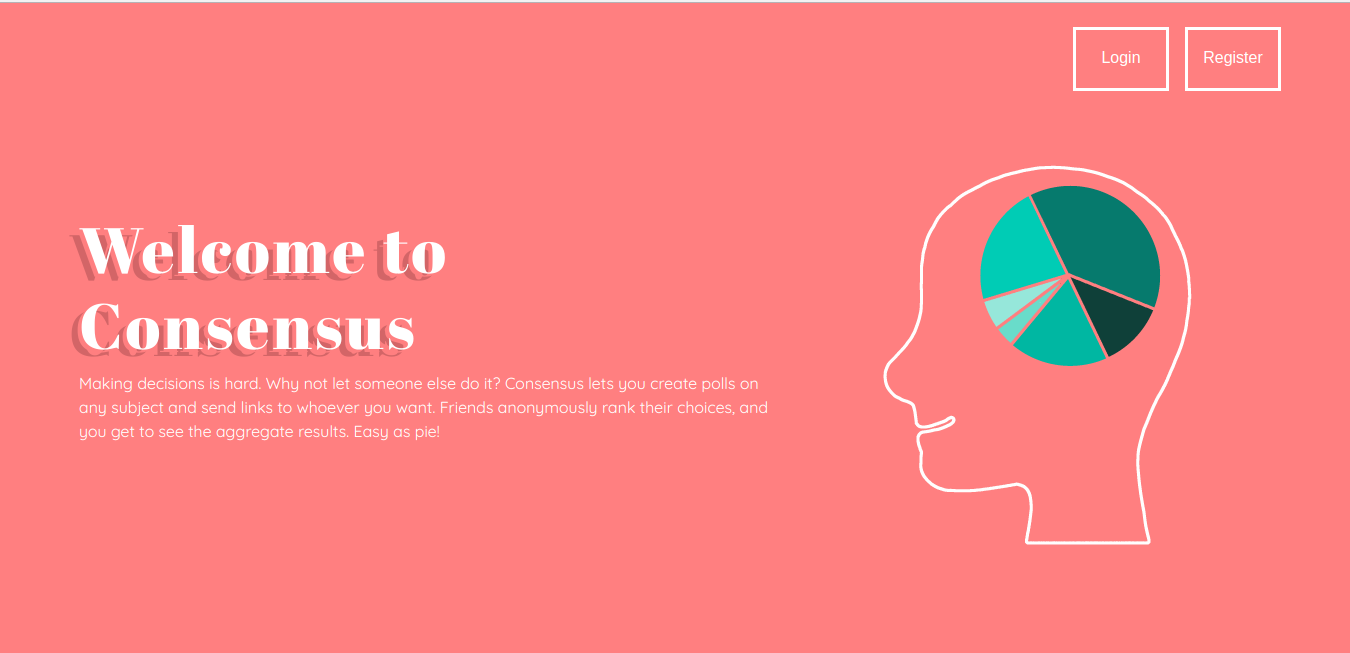 Login
Register
Welcome to
Consensus
Making decisions is hard. Why not let someone else do it? Consensus lets you create polls on
any subject and send links to whoever you want. Friends anonymously rank their choices, and
you get to see the aggregate results. Easy as pie!